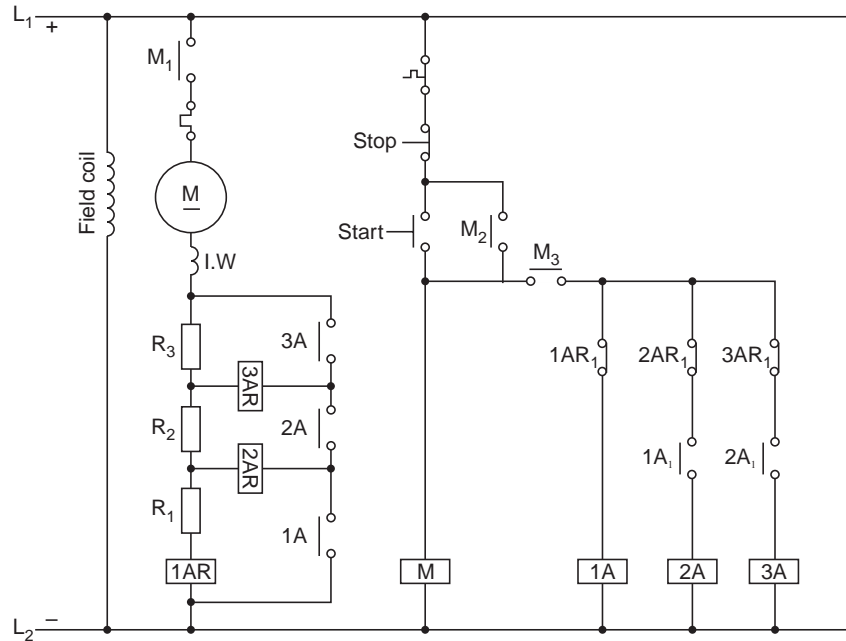 L₁
+
M₁
Field coil
M
I.W
R₃
3A
3AR
R₂
2A
2AR
R₁
1A
1AR
Stop
Start
M₂
M₃
1AR₁
2AR₁
3AR₁
1A₁
2A₁
M
1A
2A
3A
L₂
–